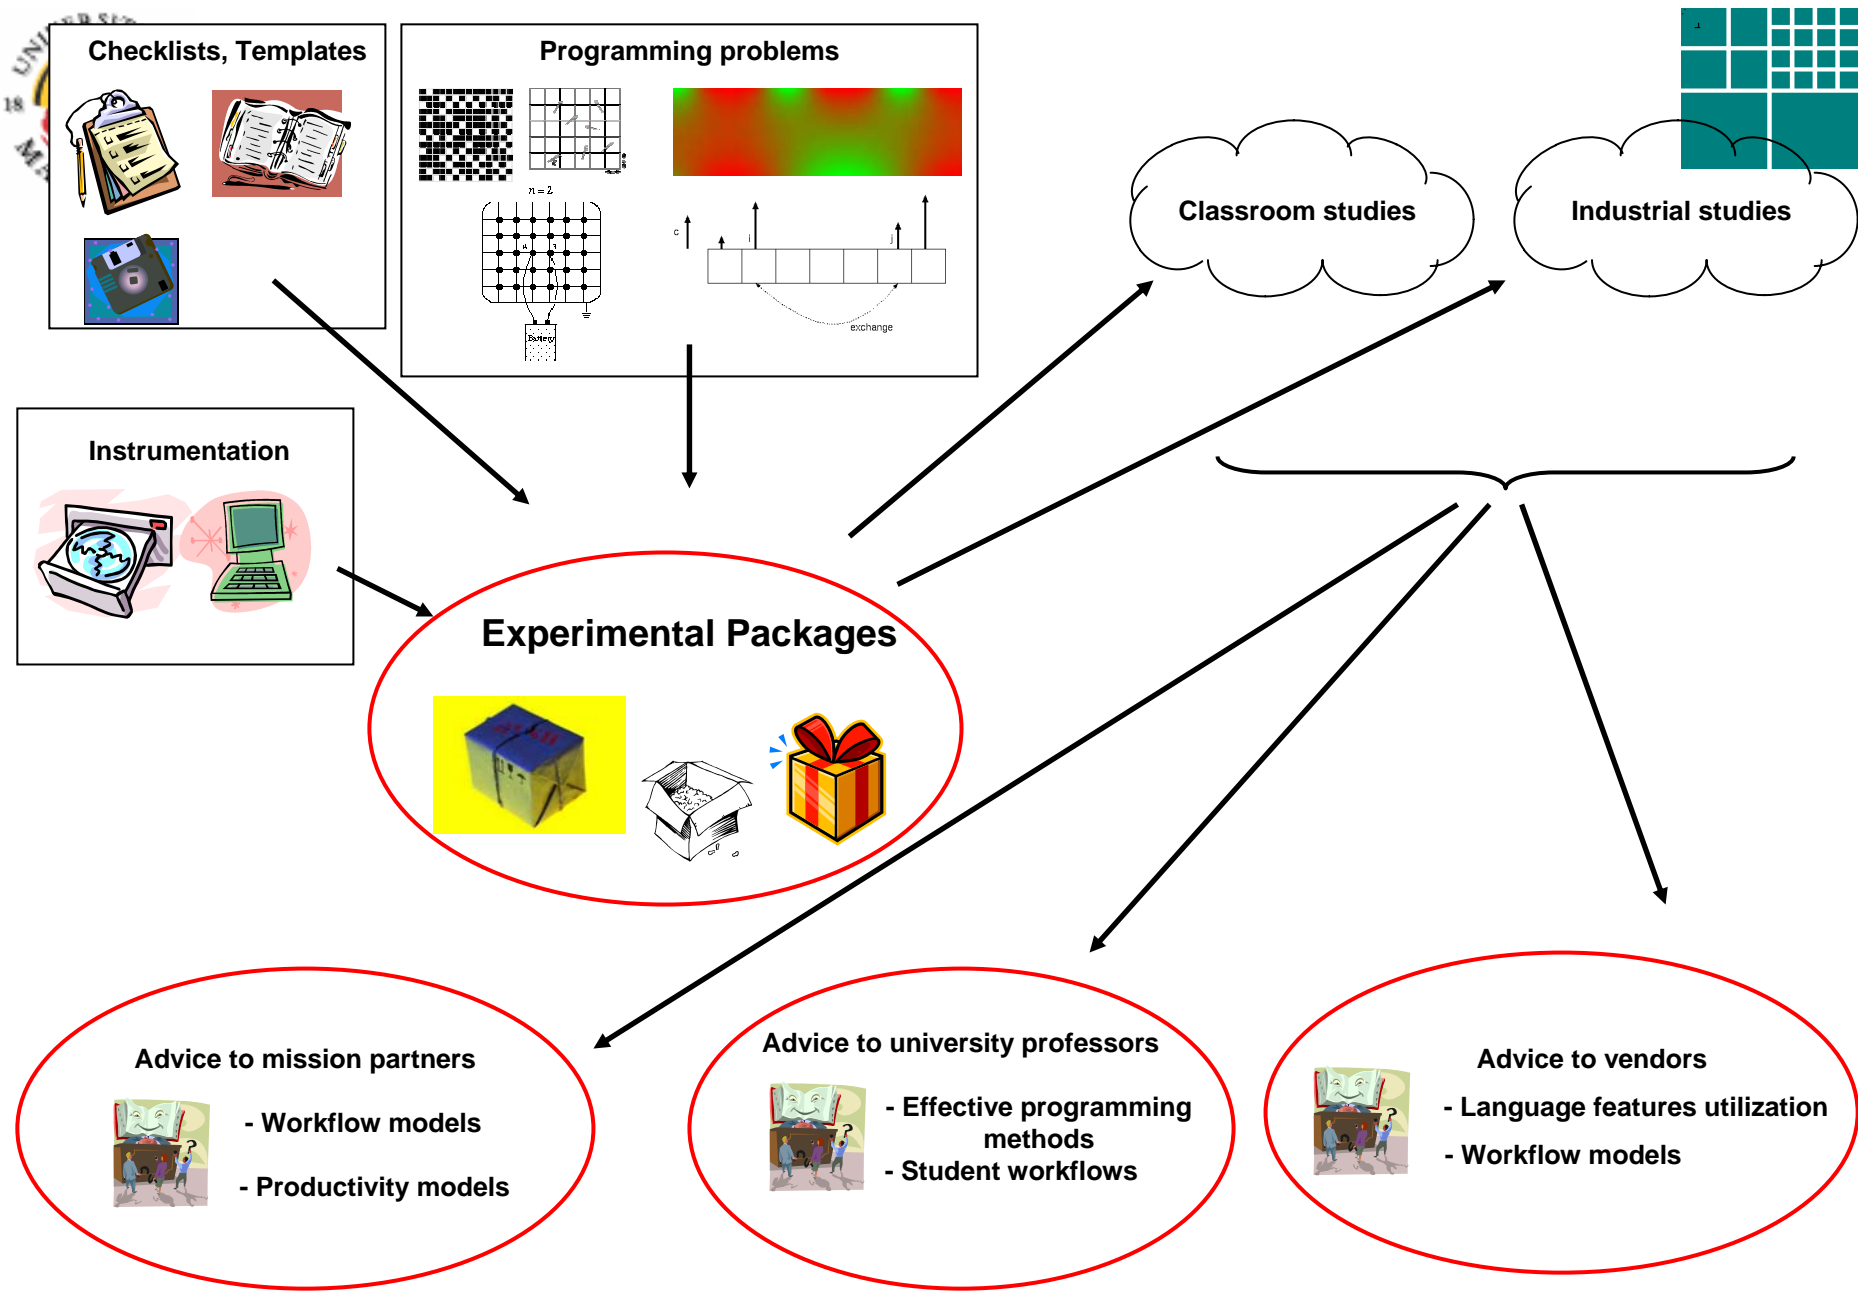 Checklists, Templates
Programming problems
18
n = 2
c
i
j
exchange
Battery
Classroom studies
Industrial studies
Instrumentation
Experimental Packages
Advice to mission partners
- Workflow models
- Productivity models
Advice to university professors
- Effective programming
methods
- Student workflows
Advice to vendors
- Language features utilization
- Workflow models